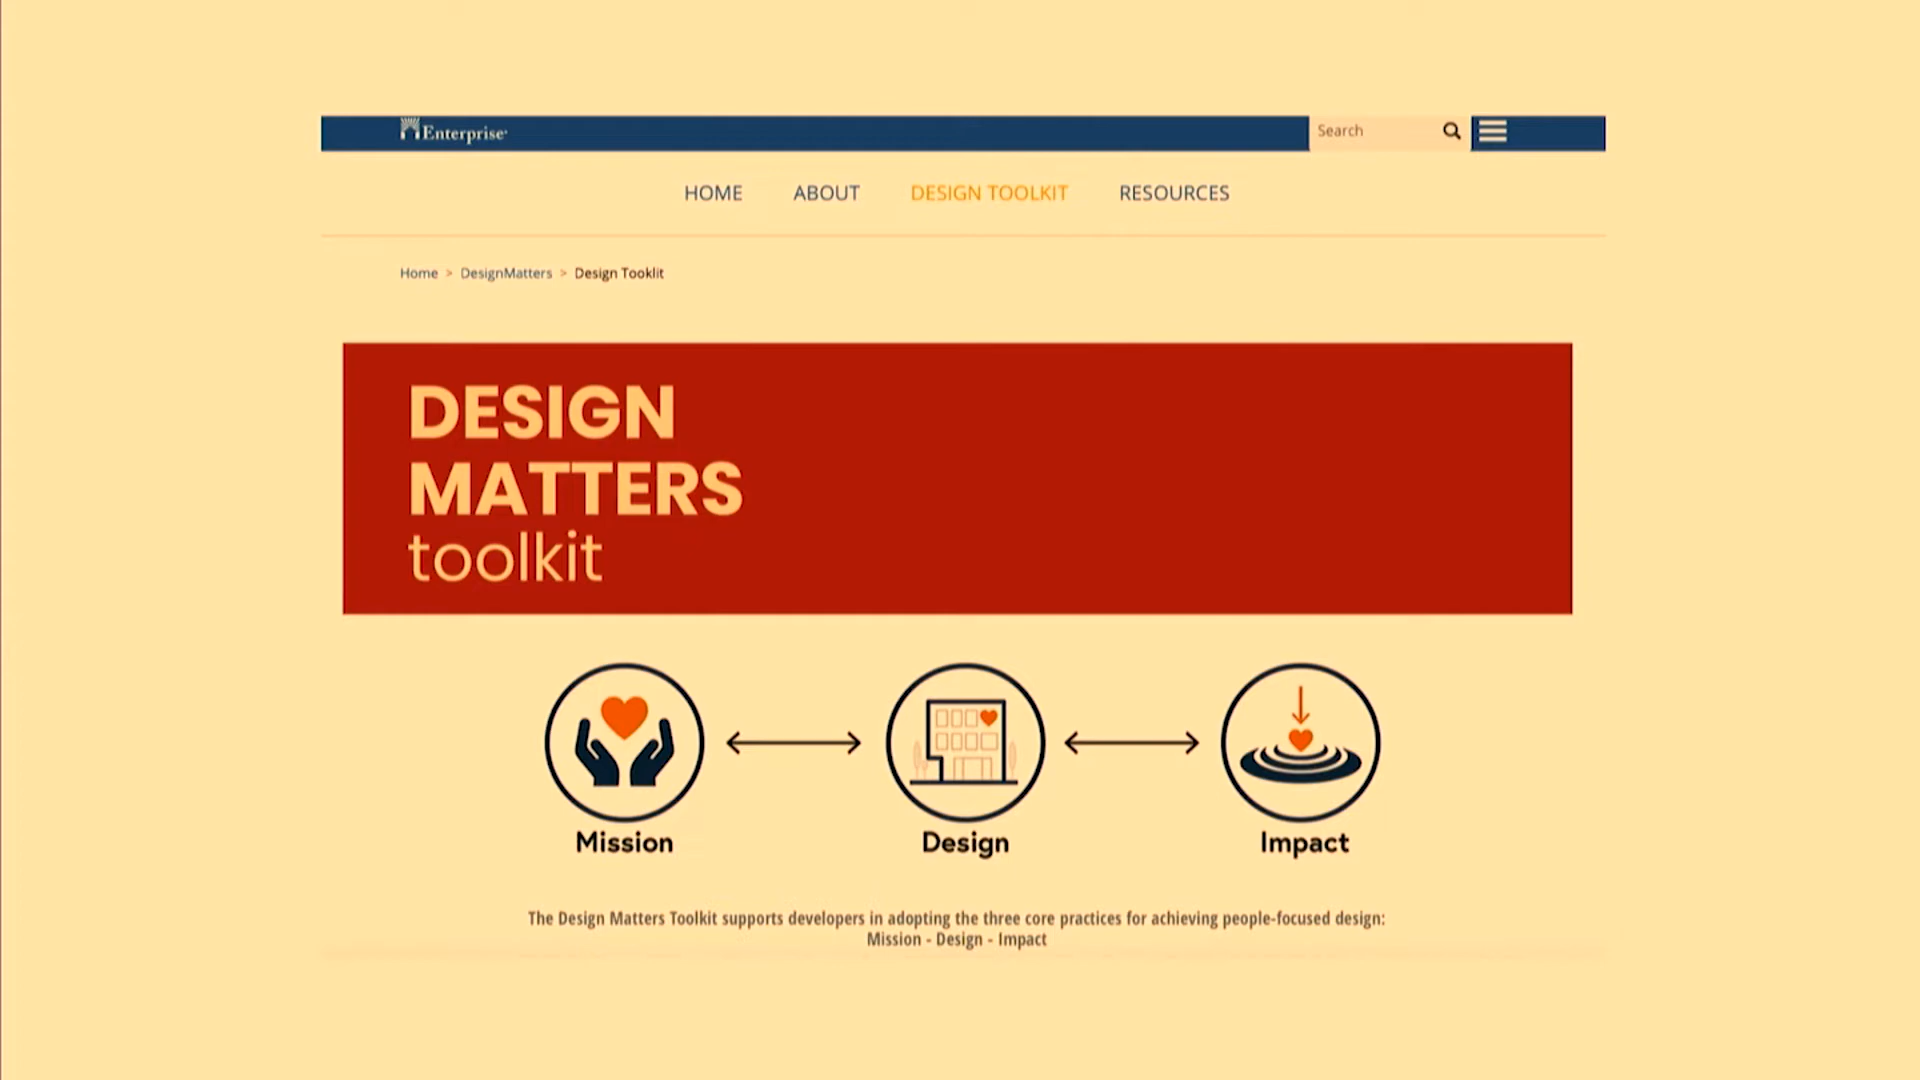 Enterprise
Search
HOME ABOUT DESIGN TOOLKIT RESOURCES
Home > DesignMatters > Design Tooklit
DESIGN
MATTERS
toolkit
Mission Design Impact
The Design Matters Toolkit supports developers in adopting the three core practices for achieving people-focused design:
Mission - Design - Impact